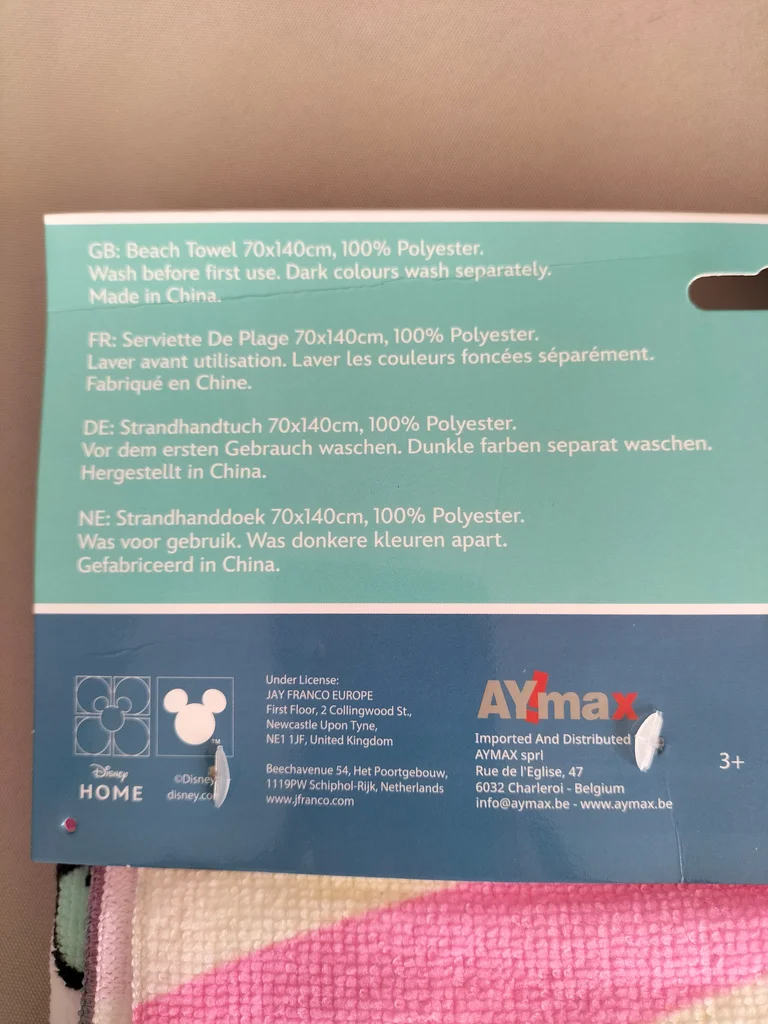 GB: Beach Towel 70x140cm, 100% Polyester.
Wash before first use. Dark colours wash separately.
Made in China.
FR: Serviette De Plage 70x140cm, 100% Polyester.
Laver avant utilisation. Laver les couleurs foncées séparément.
Fabriqué en Chine.
DE: Strandhandtuch 70x140cm, 100% Polyester.
Vor dem ersten Gebrauch waschen. Dunkle farben separat waschen.
Hergestellt in China.
NE: Strandhanddoek 70x140cm, 100% Polyester.
Was voor gebruik. Was donkere kleuren apart.
Gefabriceerd in China.
TM
Disney
HOME
©Disney
Under License:
JAY FRANCO EUROPE
First Floor, 2 Collingwood St.,
Newcastle Upon Tyne,
NE1 1JF, United Kingdom
Beechavenue 54, Het Poortgebouw,
1119PW Schiphol-Rijk, Netherlands
www.jfranco.com
AYmax
Imported And Distributed
AYMAX sprl
Rue de l'Eglise, 47
6032 Charleroi - Belgium
info@aymax.be - www.aymax.be
3+